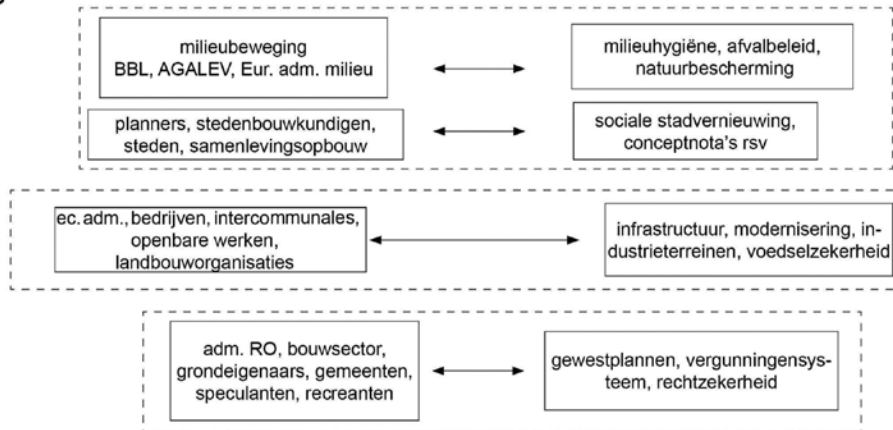 milieubeweging
BBL, AGALEV, Eur. adm. milieu
milieuhygiëne, afvalbeleid,
natuurbescherming
planners, stedenbouwkundigen,
steden, samenlevingsopbouw
sociale stadvernieuwing,
conceptnota's rsv
ec. adm., bedrijven, intercommunales,
openbare werken,
landbouworganisaties
infrastructuur, modernisering, in-
dustrieterreinen, voedselzekerheid
adm. RO, bouwsector,
grondeigenaars, gemeenten,
speculanten, recreanten
gewestplannen, vergunningensys-
teem, rechtzekerheid